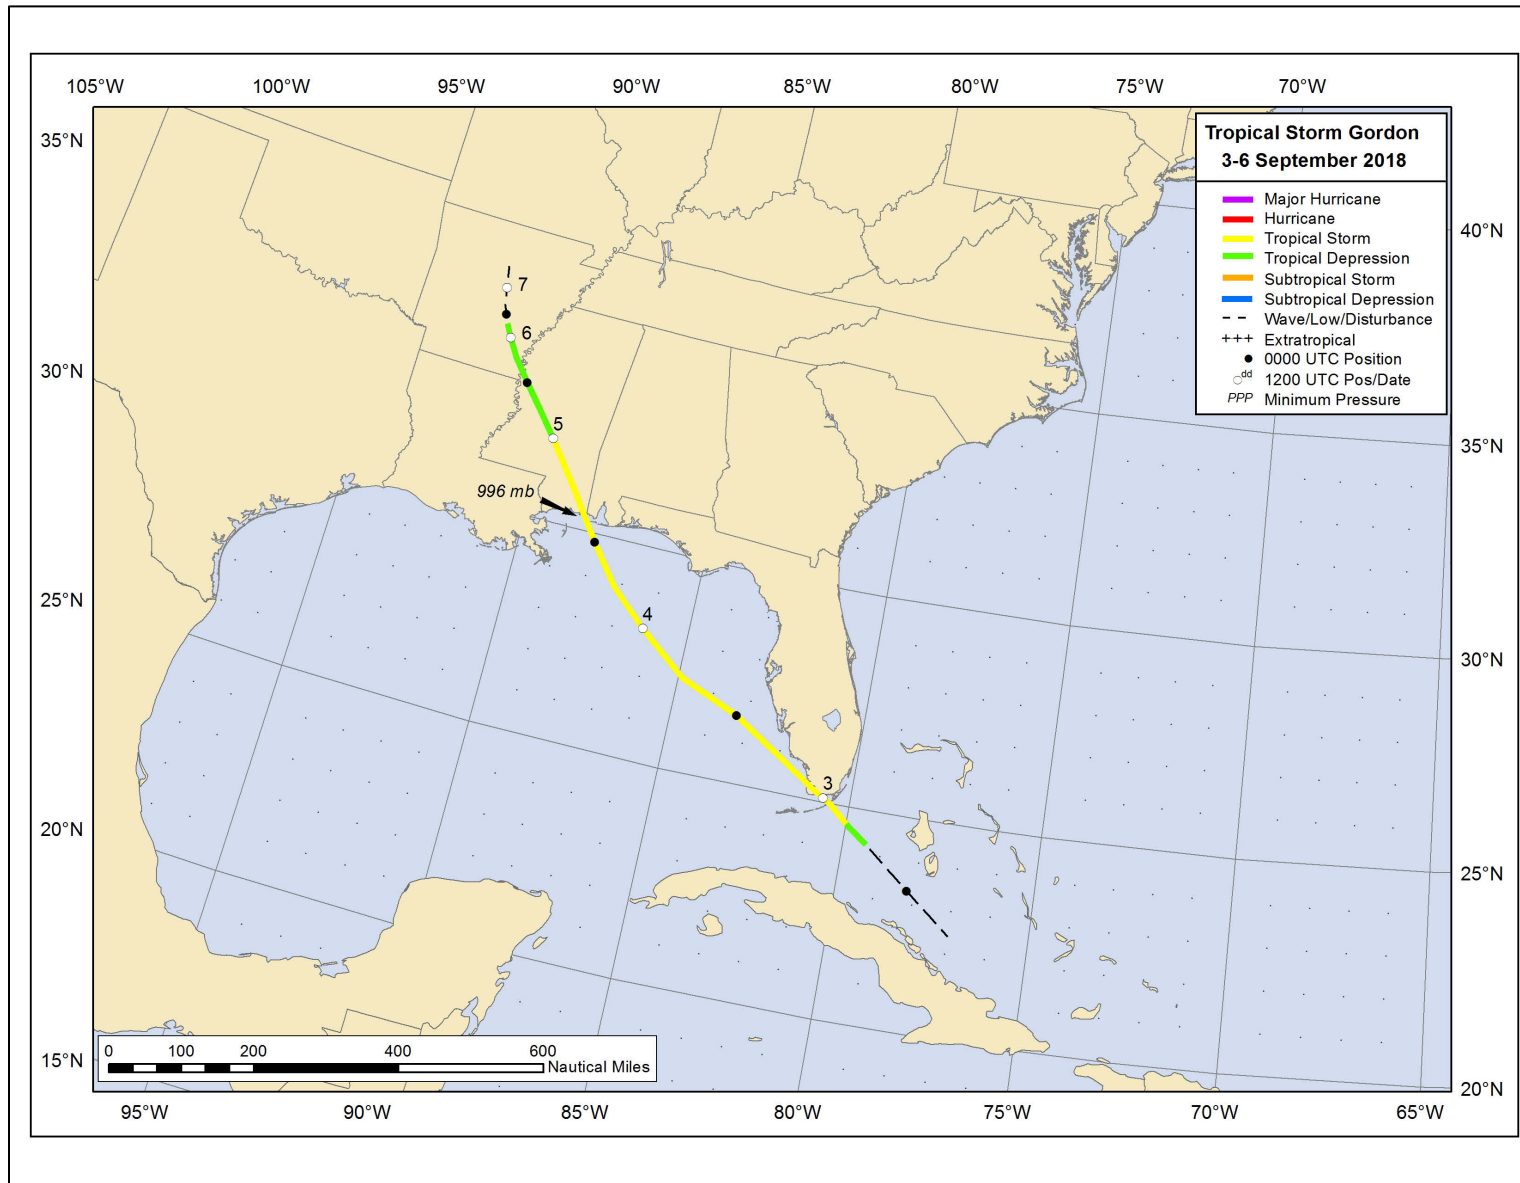 105°W 100°W 95°W 90°W 85°W 80°W 75°W 70°W
Tropical Storm Gordon
3-6 September 2018
Major Hurricane
Hurricane
Tropical Storm
Tropical Depression
Subtropical Storm
Subtropical Depression
Wave/Low/Disturbance
+++ Extratropical
0000 UTC Position
dd 1200 UTC Pos/Date
PPP Minimum Pressure
35°N
30°N
25°N
20°N
15°N
40°N
35°N
30°N
25°N
20°N
7
6
5
996 mb
4
3
0 100 200 400 600
Nautical Miles
95°W 90°W 85°W 80°W 75°W 70°W 65°W